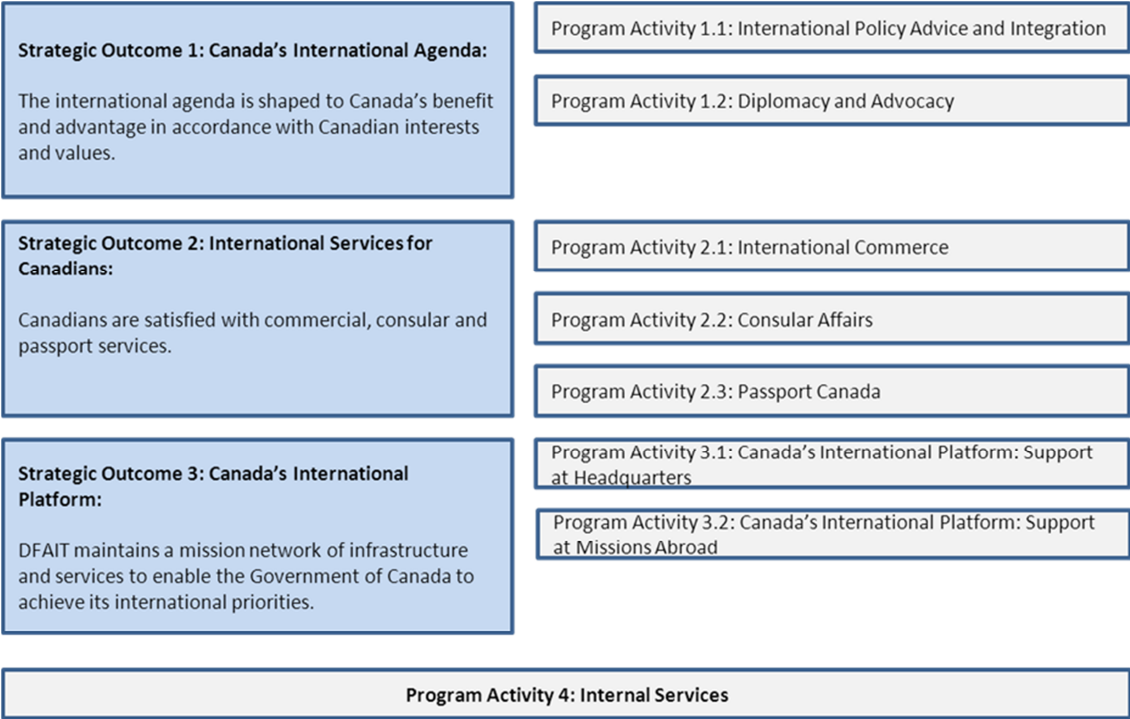 Strategic Outcome 1: Canada’s International Agenda:
The international agenda is shaped to Canada’s benefit
and advantage in accordance with Canadian interests
and values.
Program Activity 1.1: International Policy Advice and Integration
Program Activity 1.2: Diplomacy and Advocacy
Strategic Outcome 2: International Services for
Canadians:
Canadians are satisfied with commercial, consular and
passport services.
Program Activity 2.1: International Commerce
Program Activity 2.2: Consular Affairs
Program Activity 2.3: Passport Canada
Strategic Outcome 3: Canada’s International
Platform:
DFAIT maintains a mission network of infrastructure
and services to enable the Government of Canada to
achieve its international priorities.
Program Activity 3.1: Canada’s International Platform: Support
at Headquarters
Program Activity 3.2: Canada’s International Platform: Support
at Missions Abroad
Program Activity 4: Internal Services